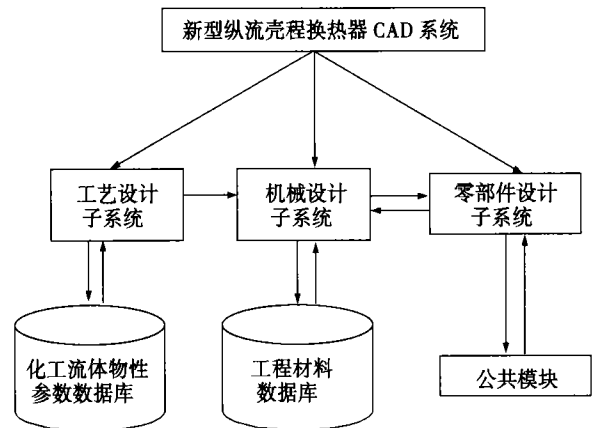 新型纵流壳程换热器 CAD 系统
工艺设计
子系统
机械设计
子系统
零部件设计
子系统
化工流体物性
参数数据库
工程材料
数据库
公共模块